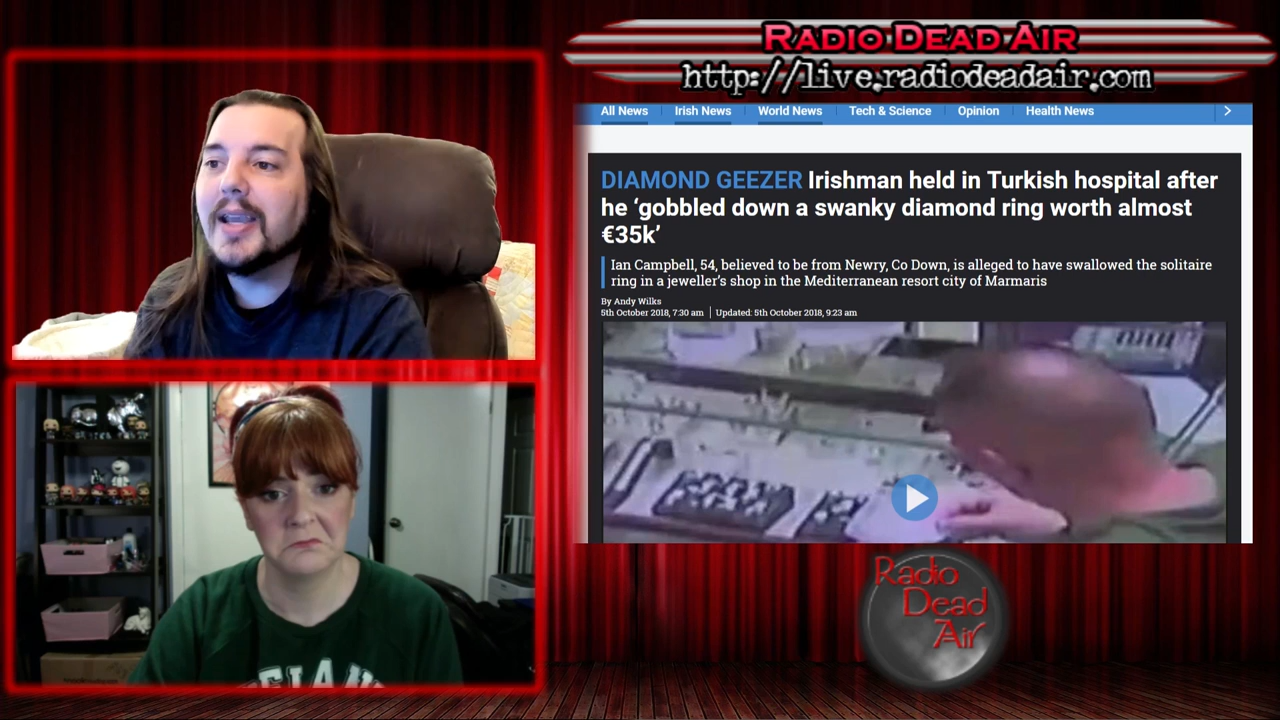 RADIO DEAD AIR
http://live.radiodeadair.com
All News Irish News World News Tech & Science Opinion Health News
DIAMOND GEEZER Irishman held in Turkish hospital after
he ‘gobbled down a swanky diamond ring worth almost
€35k’
Ian Campbell, 54, believed to be from Newry, Co Down, is alleged to have swallowed the solitaire
ring in a jeweller’s shop in the Mediterranean resort city of Marmaris
By Andy Wilks
5th October 2018, 7:30 am | Updated: 5th October 2018, 9:23 am
Radio
Dead
Air